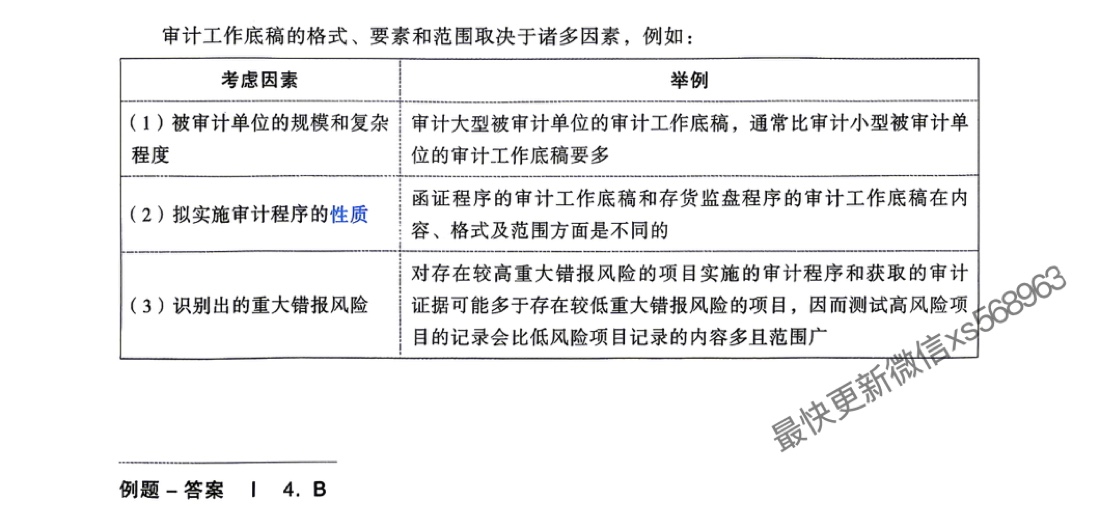 审计工作底稿的格式、要素和范围取决于诸多因素，例如：
考虑因素
举例
（1）被审计单位的规模和复杂
程度
审计大型被审计单位的审计工作底稿，通常比审计小型被审计单
位的审计工作底稿要多
（2）拟实施审计程序的性质
函证程序的审计工作底稿和存货监盘程序的审计工作底稿在内
容、格式及范围方面是不同的
（3）识别出的重大错报风险
对存在较高重大错报风险的项目实施的审计程序和获取的审计
证据可能多于存在较低重大错报风险的项目，因而测试高风险项
目的记录会比低风险项目记录的内容多且范围广
最快更新微信xs568963
例题 – 答案 | 4. B